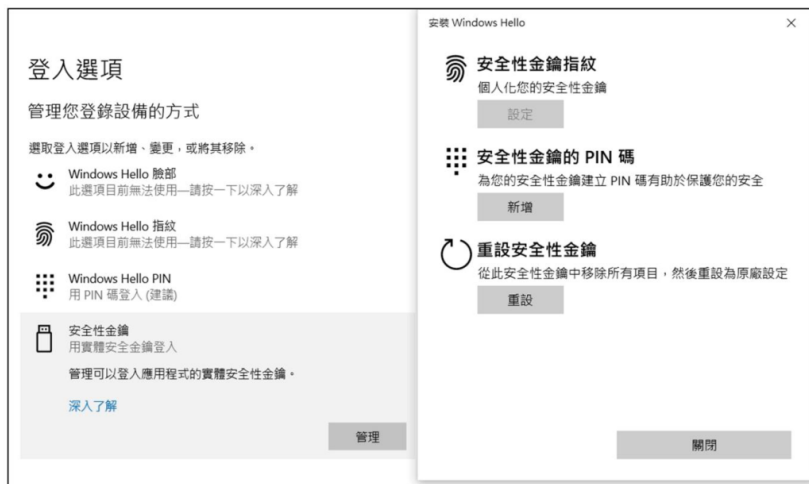 登入選項
管理您登錄設備的方式
選取登入選項以新增、變更，或將其移除。
Windows Hello 臉部
此選項目前無法使用—請按一下以深入了解
Windows Hello 指紋
此選項目前無法使用—請按一下以深入了解
Windows Hello PIN
用 PIN 碼登入 (建議)
安全性金鑰
用實體安全金鑰登入
管理可以登入應用程式的實體安全性金鑰。
深入了解
管理
安裝 Windows Hello
安全性金鑰指紋
個人化您的安全性金鑰
設定
安全性金鑰的 PIN 碼
為您的安全性金鑰建立 PIN 碼有助於保護您的安全
新增
重設安全性金鑰
從此安全性金鑰中移除所有項目，然後重設為原廠設定
重設
關閉